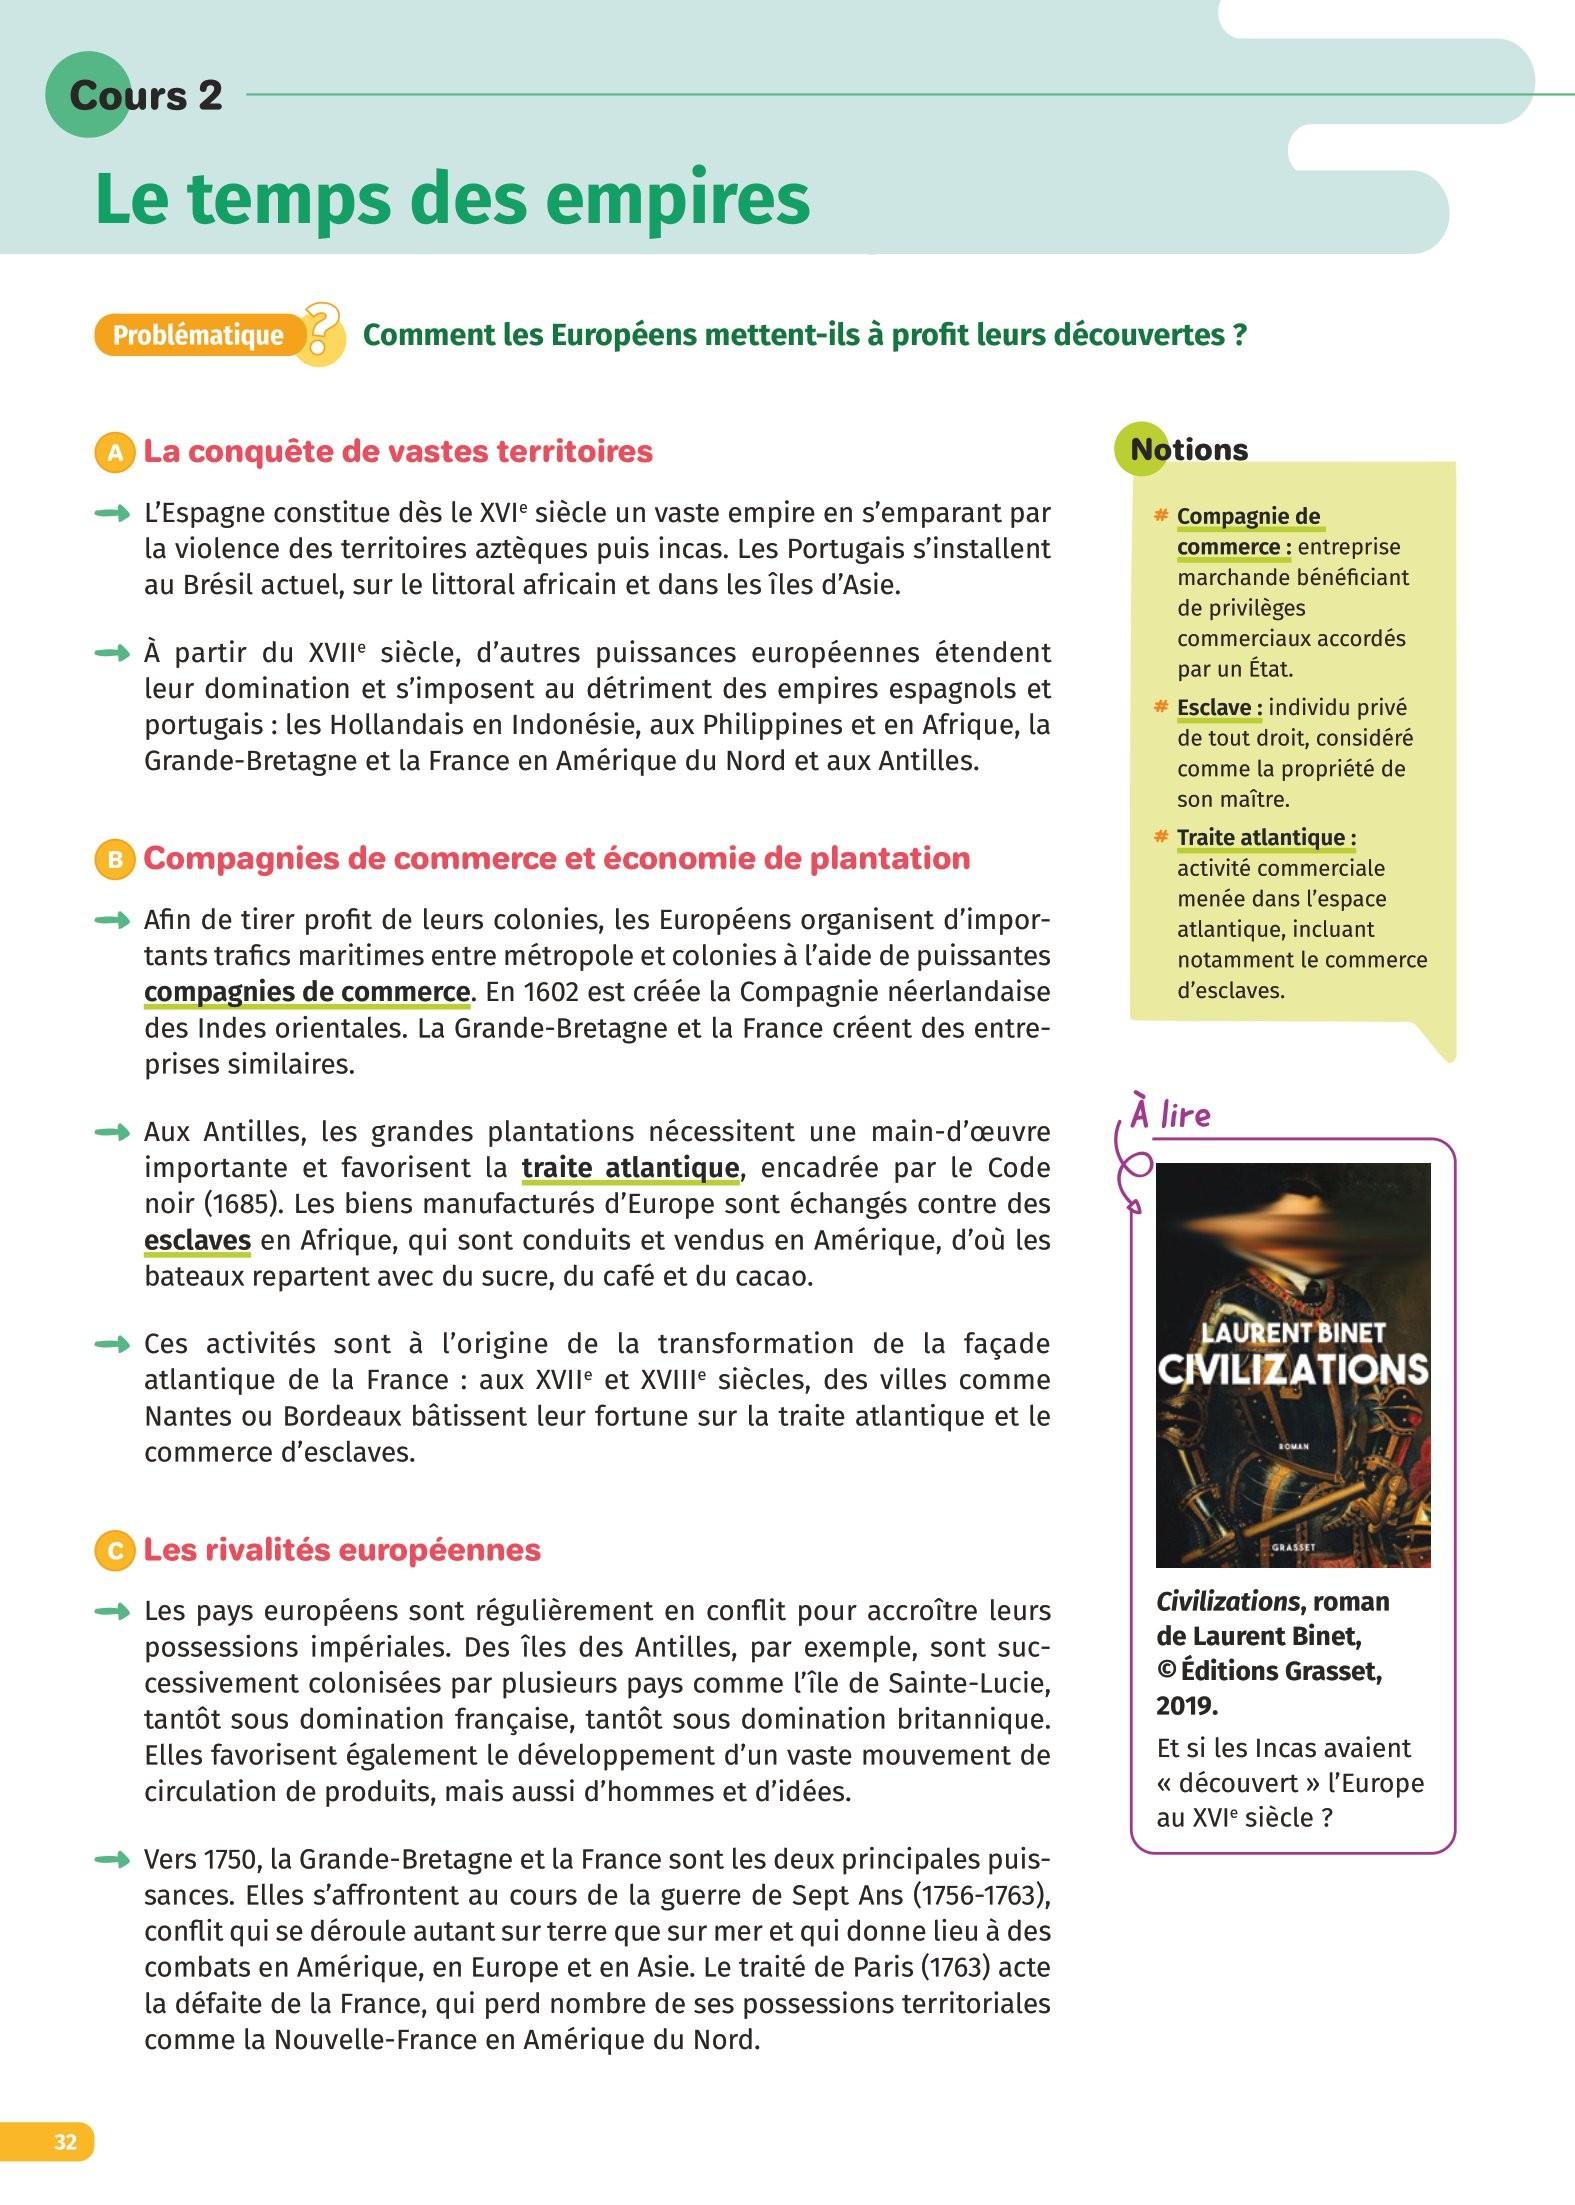 Cours 2
Le temps des empires
Problématique ?
Comment les Européens mettent-ils à profit leurs découvertes ?
A La conquête de vastes territoires
L’Espagne constitue dès le XVIe siècle un vaste empire en s’emparant par
la violence des territoires aztèques puis incas. Les Portugais s’installent
au Brésil actuel, sur le littoral africain et dans les îles d’Asie.
À partir du XVIIe siècle, d’autres puissances européennes étendent
leur domination et s’imposent au détriment des empires espagnols et
portugais : les Hollandais en Indonésie, aux Philippines et en Afrique, la
Grande-Bretagne et la France en Amérique du Nord et aux Antilles.
B Compagnies de commerce et économie de plantation
Afin de tirer profit de leurs colonies, les Européens organisent d’impor-
tants trafics maritimes entre métropole et colonies à l’aide de puissantes
compagnies de commerce. En 1602 est créée la Compagnie néerlandaise
des Indes orientales. La Grande-Bretagne et la France créent des entre-
prises similaires.
Aux Antilles, les grandes plantations nécessitent une main-d’œuvre
importante et favorisent la traite atlantique, encadrée par le Code
noir (1685). Les biens manufacturés d’Europe sont échangés contre des
esclaves en Afrique, qui sont conduits et vendus en Amérique, d’où les
bateaux repartent avec du sucre, du café et du cacao.
Ces activités sont à l’origine de la transformation de la façade
atlantique de la France : aux XVIIe et XVIIIe siècles, des villes comme
Nantes ou Bordeaux bâtissent leur fortune sur la traite atlantique et le
commerce d’esclaves.
C Les rivalités européennes
Les pays européens sont régulièrement en conflit pour accroître leurs
possessions impériales. Des îles des Antilles, par exemple, sont suc-
cessivement colonisées par plusieurs pays comme l’île de Sainte-Lucie,
tantôt sous domination française, tantôt sous domination britannique.
Elles favorisent également le développement d’un vaste mouvement de
circulation de produits, mais aussi d’hommes et d’idées.
Vers 1750, la Grande-Bretagne et la France sont les deux principales puis-
sances. Elles s’affrontent au cours de la guerre de Sept Ans (1756-1763),
conflit qui se déroule autant sur terre que sur mer et qui donne lieu à des
combats en Amérique, en Europe et en Asie. Le traité de Paris (1763) acte
la défaite de la France, qui perd nombre de ses possessions territoriales
comme la Nouvelle-France en Amérique du Nord.
Notions
# Compagnie de
commerce : entreprise
marchande bénéficiant
de privilèges
commerciaux accordés
par un État.
# Esclave : individu privé
de tout droit, considéré
comme la propriété de
son maître.
# Traite atlantique :
activité commerciale
menée dans l’espace
atlantique, incluant
notamment le commerce
d’esclaves.
À lire
LAURENT BINET
CIVILIZATIONS
ROMAN
GRASSET
Civilizations, roman
de Laurent Binet,
© Éditions Grasset,
2019.
Et si les Incas avaient
« découvert » l’Europe
au XVIe siècle ?
32